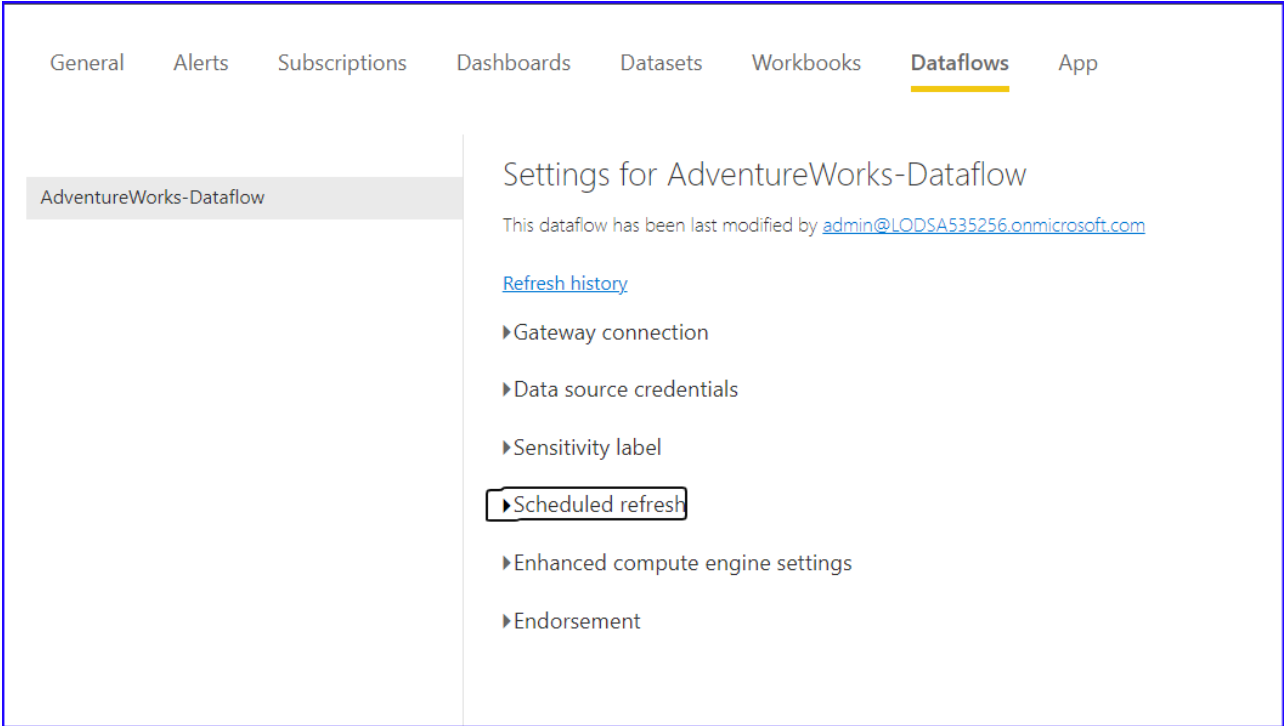 General Alerts Subscriptions Dashboards Datasets Workbooks Dataflows App
AdventureWorks-Dataflow
Settings for AdventureWorks-Dataflow
This dataflow has been last modified by admin@LODSA535256.onmicrosoft.com
Refresh history
Gateway connection
Data source credentials
Sensitivity label
Scheduled refresh
Enhanced compute engine settings
Endorsement